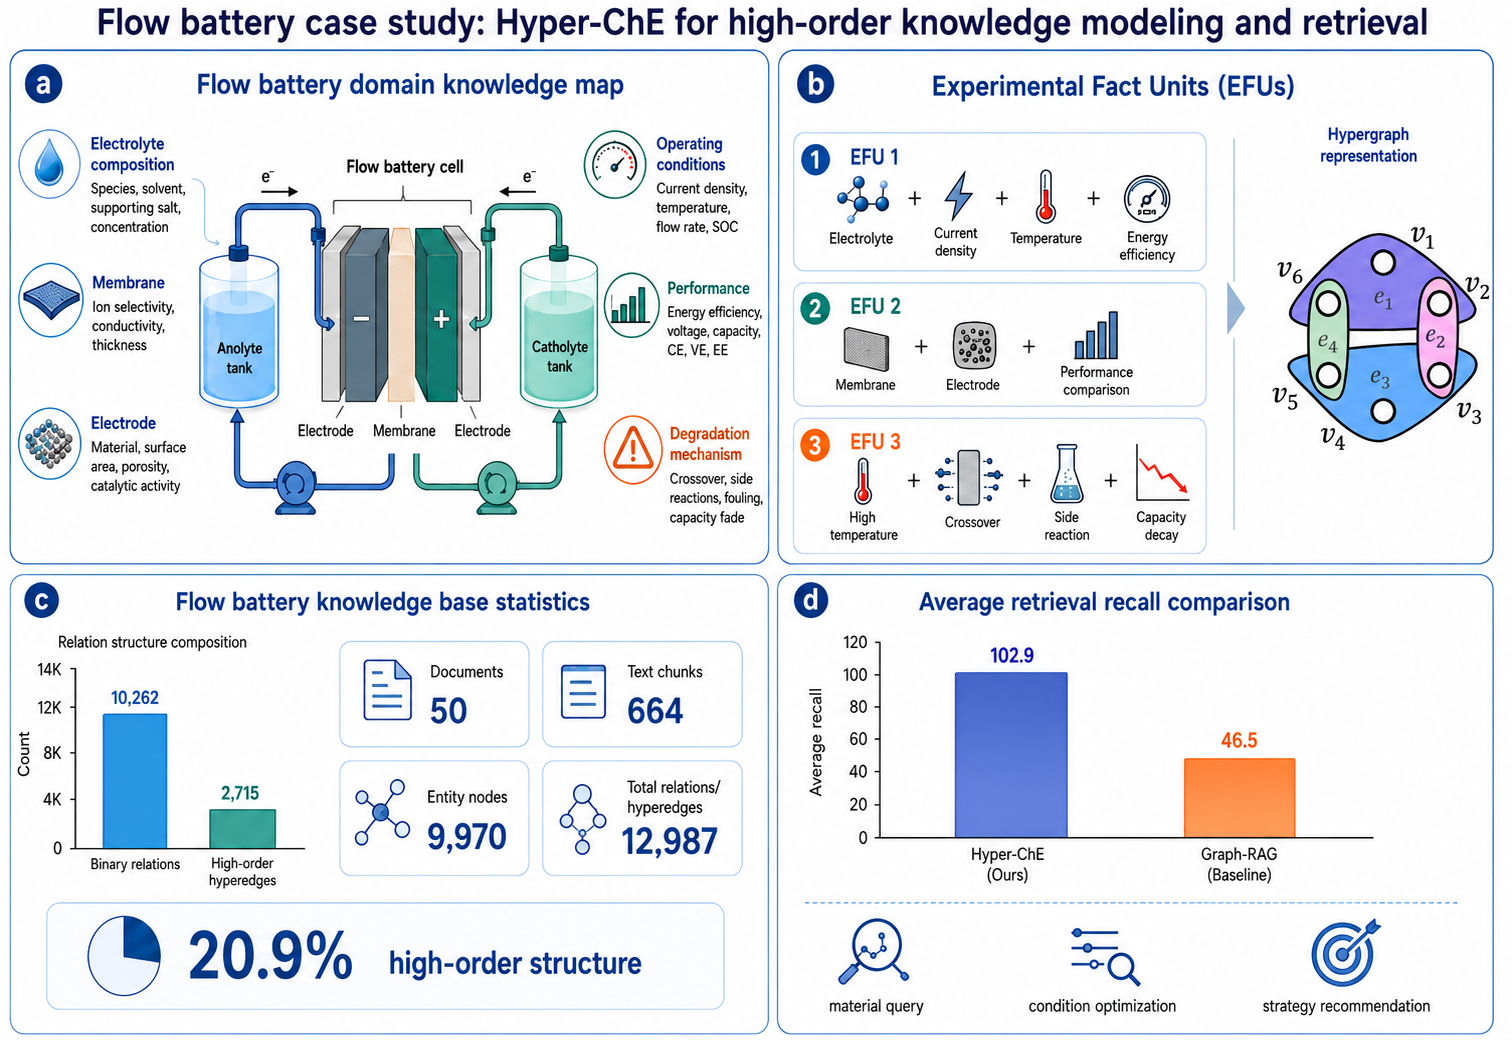 Flow battery case study: Hyper-ChE for high-order knowledge modeling and retrieval
a
Flow battery domain knowledge map
Electrolyte
composition
Species, solvent,
supporting salt,
concentration
Membrane
Ion selectivity,
conductivity,
thickness
Electrode
Material, surface
area, porosity,
catalytic activity
Flow battery cell
e⁻
e⁻
Anolyte
tank
−
+
Catholyte
tank
Electrode
Membrane
Electrode
Operating
conditions
Current density,
temperature,
flow rate, SOC
Performance
Energy efficiency,
voltage, capacity,
CE, VE, EE
Degradation
mechanism
Crossover, side
reactions, fouling,
capacity fade
b
Experimental Fact Units (EFUs)
1
EFU 1
Electrolyte
+
Current
density
+
Temperature
+
Energy
efficiency
2
EFU 2
Membrane
+
Electrode
+
Performance
comparison
3
EFU 3
High
temperature
+
Crossover
+
Side
reaction
+
Capacity
decay
Hypergraph
representation
v₁
v₆
v₂
e₁
e₄
e₂
e₃
v₅
v₃
v₄
c
Flow battery knowledge base statistics
Relation structure composition
14K
12K
8K
4K
0
Count
10,262
2,715
Binary relations
High-order
hyperedges
Documents
50
Text chunks
664
Entity nodes
9,970
Total relations/
hyperedges
12,987
20.9% high-order structure
d
Average retrieval recall comparison
120
100
80
60
40
20
0
Average recall
102.9
46.5
Hyper-ChE
(Ours)
Graph-RAG
(Baseline)
material query
condition optimization
strategy recommendation